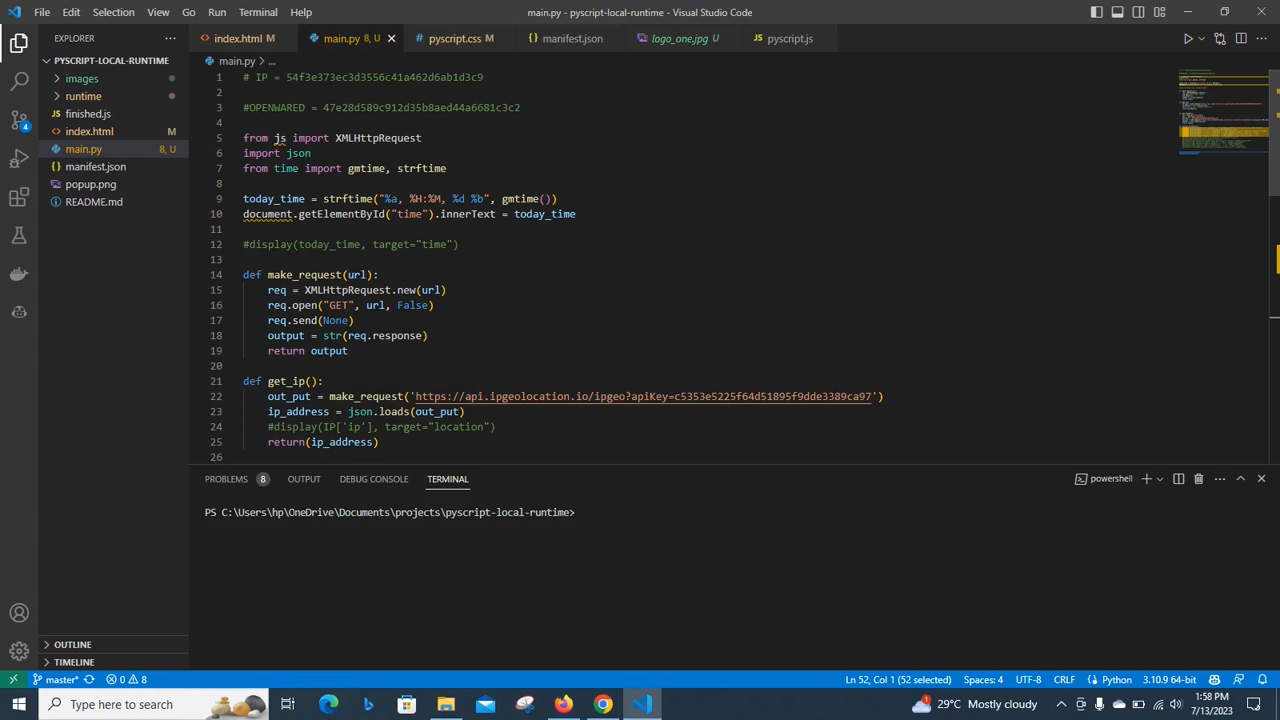 File Edit Selection View Go Run Terminal Help
main.py - pyscript-local-runtime - Visual Studio Code
EXPLORER
index.html M
main.py 8, U
pyscript.css M
manifest.json
logo_one.jpg U
pyscript.js
PYSCRIPT-LOCAL-RUNTIME
images
runtime
finished.js
index.html M
main.py 8, U
manifest.json
popup.png
README.md
OUTLINE
TIMELINE
4
main.py > ...
1 # IP = 54f3e373ec3d3556c41a462d6ab1d3c9
2
3 #OPENWARED = 47e28d589c912d35b8aed44a6681c3c2
4
5 from js import XMLHttpRequest
6 import json
7 from time import gmtime, strftime
8
9 today_time = strftime("%a, %H:%M, %d %b", gmtime())
10 document.getElementById("time").innerText = today_time
11
12 #display(today_time, target="time")
13
14 def make_request(url):
15 req = XMLHttpRequest.new(url)
16 req.open("GET", url, False)
17 req.send(None)
18 output = str(req.response)
19 return output
20
21 def get_ip():
22 out_put = make_request('https://api.ipgeolocation.io/ipgeo?apiKey=c5353e5225f64d51895f9dde3389ca97')
23 ip_address = json.loads(out_put)
24 #display(IP['ip'], target="location")
25 return(ip_address)
26
PROBLEMS 8 OUTPUT DEBUG CONSOLE TERMINAL
powershell
PS C:\Users\hp\OneDrive\Documents\projects\pyscript-local-runtime>
master* 0 8
Ln 52, Col 1 (52 selected) Spaces: 4 UTF-8 CRLF Python 3.10.9 64-bit
Type here to search
1
29°C Mostly cloudy
1:58 PM
7/13/2023